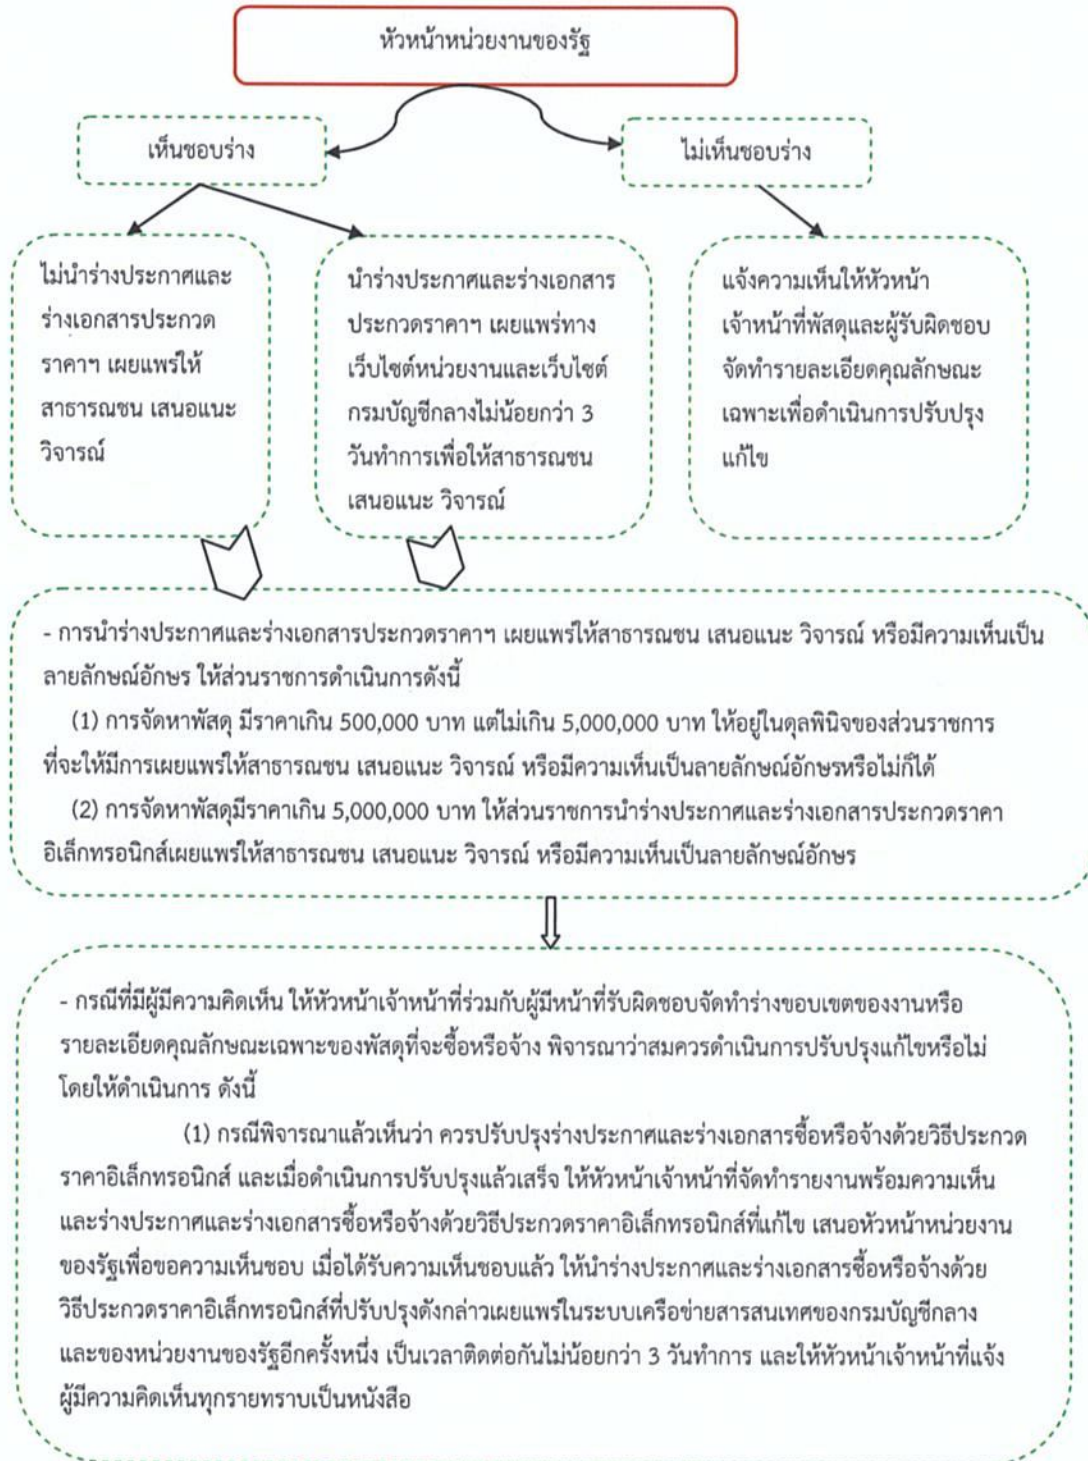 หัวหน้าหน่วยงานของรัฐ
เห็นชอบร่าง
ไม่เห็นชอบร่าง
ไม่นำร่างประกาศและ
ร่างเอกสารประกวด
ราคาฯ เผยแพร่ให้
สาธารณชน เสนอแนะ
วิจารณ์
นำร่างประกาศและร่างเอกสาร
ประกวดราคาฯ เผยแพร่ทาง
เว็บไซต์หน่วยงานและเว็บไซต์
กรมบัญชีกลางไม่น้อยกว่า 3
วันทำการเพื่อให้สาธารณชน
เสนอแนะ วิจารณ์
แจ้งความเห็นให้หัวหน้า
เจ้าหน้าที่พัสดุและผู้รับผิดชอบ
จัดทำรายละเอียดคุณลักษณะ
เฉพาะเพื่อดำเนินการปรับปรุง
แก้ไข
- การนำร่างประกาศและร่างเอกสารประกวดราคาฯ เผยแพร่ให้สาธารณชน เสนอแนะ วิจารณ์ หรือมีความเห็นเป็น
ลายลักษณ์อักษร ให้ส่วนราชการดำเนินการดังนี้
(1) การจัดหาพัสดุ มีราคาเกิน 500,000 บาท แต่ไม่เกิน 5,000,000 บาท ให้อยู่ในดุลพินิจของส่วนราชการ
ที่จะให้มีการเผยแพร่ให้สาธารณชน เสนอแนะ วิจารณ์ หรือมีความเห็นเป็นลายลักษณ์อักษรหรือไม่ก็ได้
(2) การจัดหาพัสดุมีราคาเกิน 5,000,000 บาท ให้ส่วนราชการนำร่างประกาศและร่างเอกสารประกวดราคา
อิเล็กทรอนิกส์เผยแพร่ให้สาธารณชน เสนอแนะ วิจารณ์ หรือมีความเห็นเป็นลายลักษณ์อักษร
- กรณีที่มีผู้มีความคิดเห็น ให้หัวหน้าเจ้าหน้าที่ร่วมกับผู้มีหน้าที่รับผิดชอบจัดทำร่างขอบเขตของงานหรือ
รายละเอียดคุณลักษณะเฉพาะของพัสดุที่จะซื้อหรือจ้าง พิจารณาว่าสมควรดำเนินการปรับปรุงแก้ไขหรือไม่
โดยให้ดำเนินการ ดังนี้
(1) กรณีพิจารณาแล้วเห็นว่า ควรปรับปรุงร่างประกาศและร่างเอกสารซื้อหรือจ้างด้วยวิธีประกวด
ราคาอิเล็กทรอนิกส์ และเมื่อดำเนินการปรับปรุงแล้วเสร็จ ให้หัวหน้าเจ้าหน้าที่จัดทำรายงานพร้อมความเห็น
และร่างประกาศและร่างเอกสารซื้อหรือจ้างด้วยวิธีประกวดราคาอิเล็กทรอนิกส์ที่แก้ไข เสนอหัวหน้าหน่วยงาน
ของรัฐเพื่อขอความเห็นชอบ เมื่อได้รับความเห็นชอบแล้ว ให้นำร่างประกาศและร่างเอกสารซื้อหรือจ้างด้วย
วิธีประกวดราคาอิเล็กทรอนิกส์ที่ปรับปรุงดังกล่าวเผยแพร่ในระบบเครือข่ายสารสนเทศของกรมบัญชีกลาง
และของหน่วยงานของรัฐอีกครั้งหนึ่ง เป็นเวลาติดต่อกันไม่น้อยกว่า 3 วันทำการ และให้หัวหน้าเจ้าหน้าที่แจ้ง
ผู้มีความคิดเห็นทุกรายทราบเป็นหนังสือ